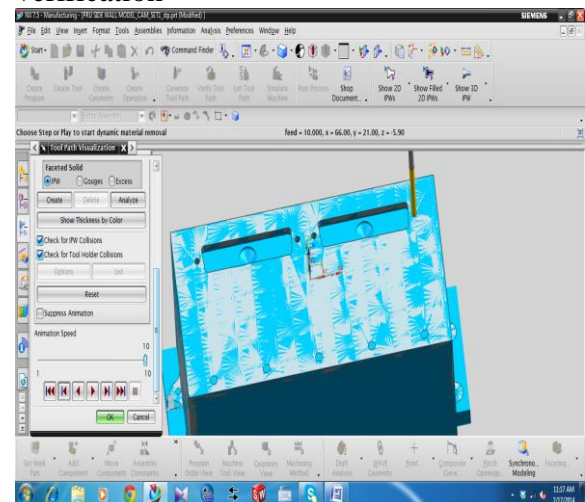 verification
NX 7.5 - Manufacturing - [PRIJ SIDE WALL MODEL_CAM_SET1_stp.prt (Modified) ]
SIEMENS
File Edit View Insert Format Tools Assemblies Information Analysis Preferences Window Help
Start Command Finder
Create Program
Create Tool
Create Geometry
Create Operation
Generate Tool Path
Verify Tool Path
List Tool Path
Simulate Machine
Post Process
Shop Document...
Show 2D IPWs
Show Filled 2D IPWs
Show 3D IPW
Choose Step or Play to start dynamic material removal
feed = 10.000, x = 66.00, y = 21.00, z = -5.90
Tool Path Visualization
Faceted Solid
IPW Gouges Excess
Create Delete Analyze
Show Thickness by Color
Check for IPW Collisions
Check for Tool Holder Collisions
Options List
Reset
Suppress Animation
Animation Speed
10
1 10
OK Cancel
Set Work Part
Add Component
Move Component
Assembly Constraints
Program Order View
Machine Tool View
Geometry View
Machining Method
Draft Analysis
WAVE Geometry
Point
Composite Curve
Patch Openings
Synchrono... Modeling
11:17 AM